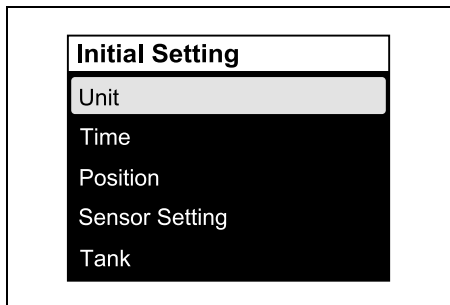 Initial Setting
Unit
Time
Position
Sensor Setting
Tank